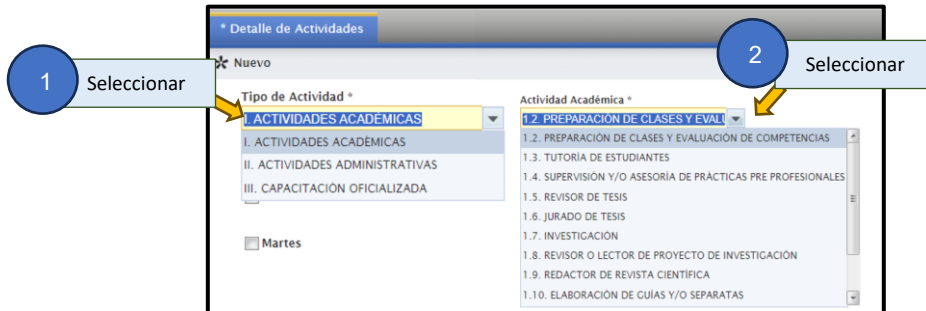 * Detalle de Actividades
Nuevo
1
Seleccionar
2
Seleccionar
Tipo de Actividad *
I. ACTIVIDADES ACADÉMICAS
I. ACTIVIDADES ACADÉMICAS
II. ACTIVIDADES ADMINISTRATIVAS
III. CAPACITACIÓN OFICIALIZADA
Martes
Actividad Académica *
1.2. PREPARACIÓN DE CLASES Y EVALU
1.2. PREPARACIÓN DE CLASES Y EVALUACIÓN DE COMPETENCIAS
1.3. TUTORÍA DE ESTUDIANTES
1.4. SUPERVISIÓN Y/O ASESORÍA DE PRÁCTICAS PRE PROFESIONALES
1.5. REVISOR DE TESIS
1.6. JURADO DE TESIS
1.7. INVESTIGACIÓN
1.8. REVISOR O LECTOR DE PROYECTO DE INVESTIGACIÓN
1.9. REDACTOR DE REVISTA CIENTÍFICA
1.10. ELABORACIÓN DE GUÍAS Y/O SEPARATAS